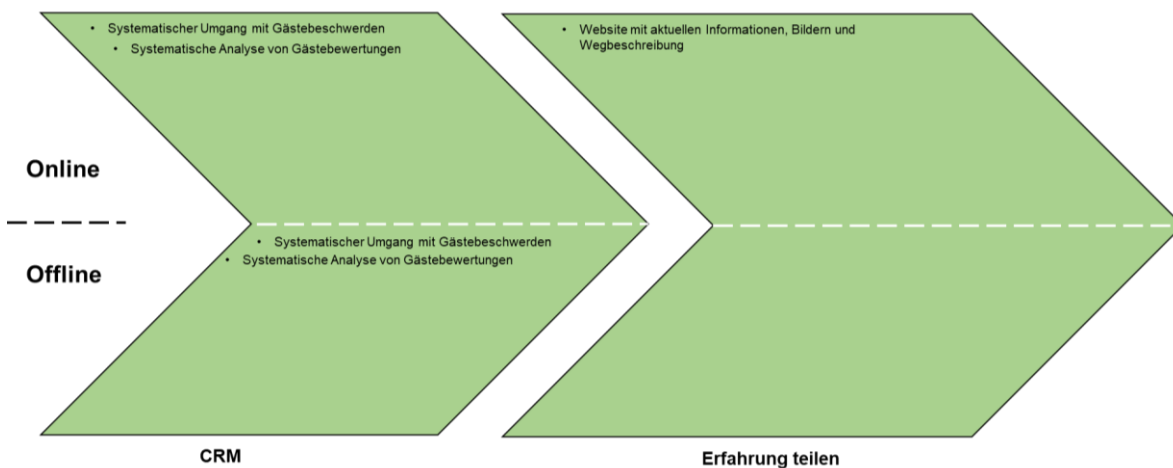 • Systematischer Umgang mit Gästebeschwerden
• Systematische Analyse von Gästebewertungen
• Website mit aktuellen Informationen, Bildern und
Wegbeschreibung
Online
Offline
• Systematischer Umgang mit Gästebeschwerden
• Systematische Analyse von Gästebewertungen
CRM
Erfahrung teilen